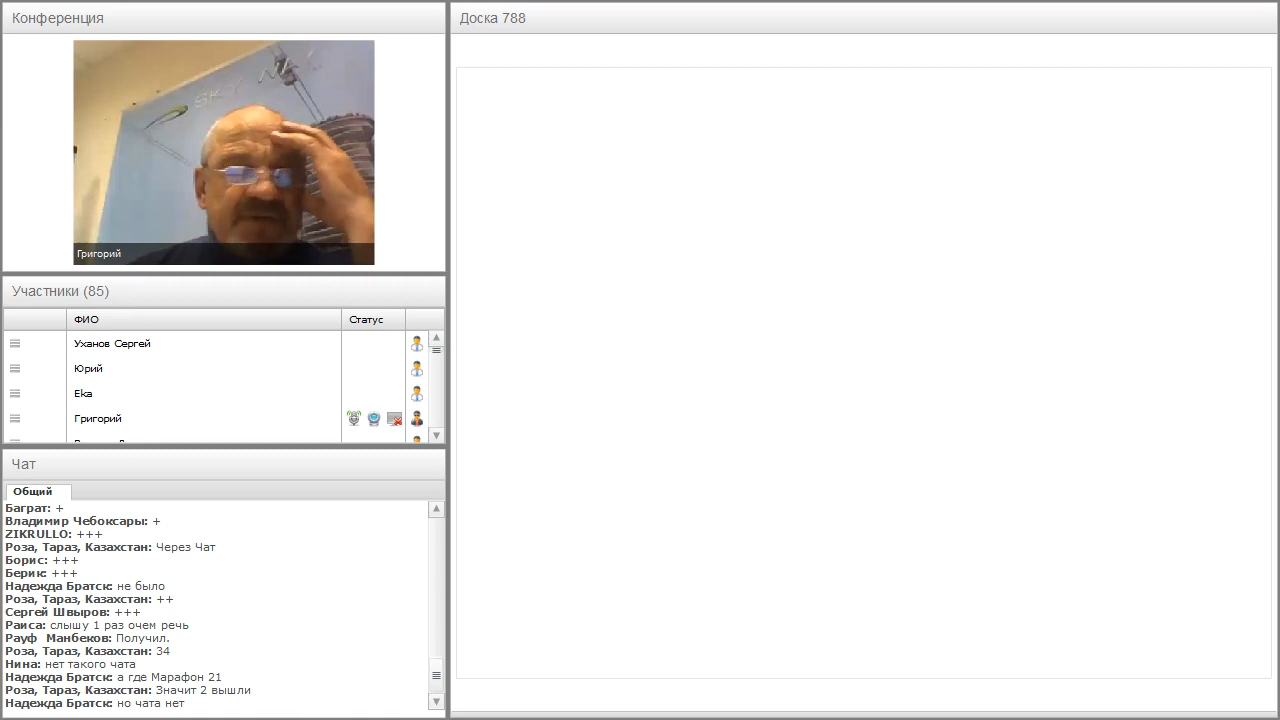 Конференция
SKY
Григорий
Участники (85)
ФИО
Статус
Уханов Сергей
Юрий
Eka
Григорий
Чат
Общий
Баграт: +
Владимир Чебоксары: +
ZIKRULLO: +++
Роза, Тараз, Казахстан: Через Чат
Борис: +++
Берик: +++
Надежда Братск: не было
Роза, Тараз, Казахстан: ++
Сергей Швыров: +++
Раиса: слышу 1 раз очем речь
Рауф Манбеков: Получил.
Роза, Тараз, Казахстан: 34
Нина: нет такого чата
Надежда Братск: а где Марафон 21
Роза, Тараз, Казахстан: Значит 2 вышли
Надежда Братск: но чата нет
Доска 788